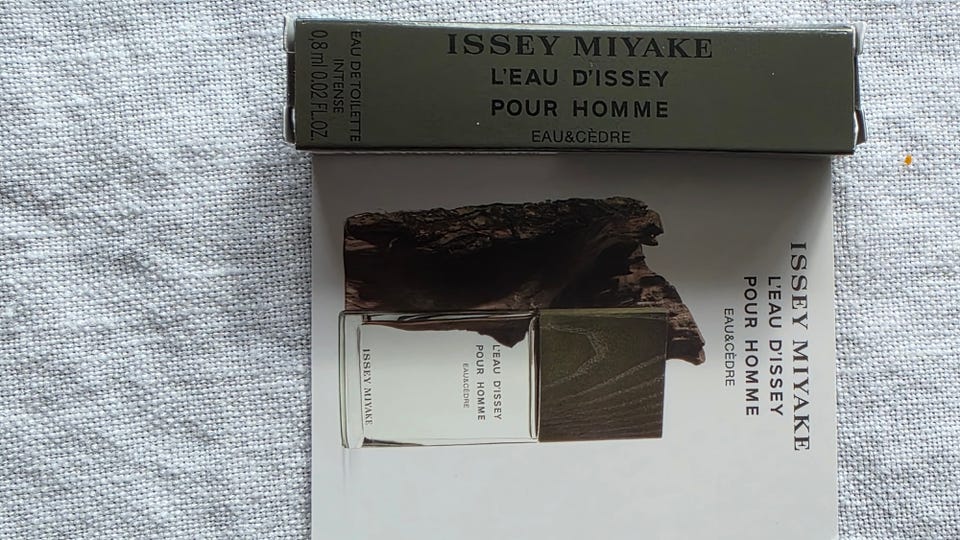 ISSEY MIYAKE
L'EAU D'ISSEY
POUR HOMME
EAU&CÈDRE
EAU DE TOILETTE
INTENSE
0,8 ml 0.02 FL.OZ.
ISSEY MIYAKE
L'EAU D'ISSEY
POUR HOMME
EAU&CÈDRE
L'EAU D'ISSEY
POUR HOMME
EAU&CÈDRE
ISSEY MIYAKE